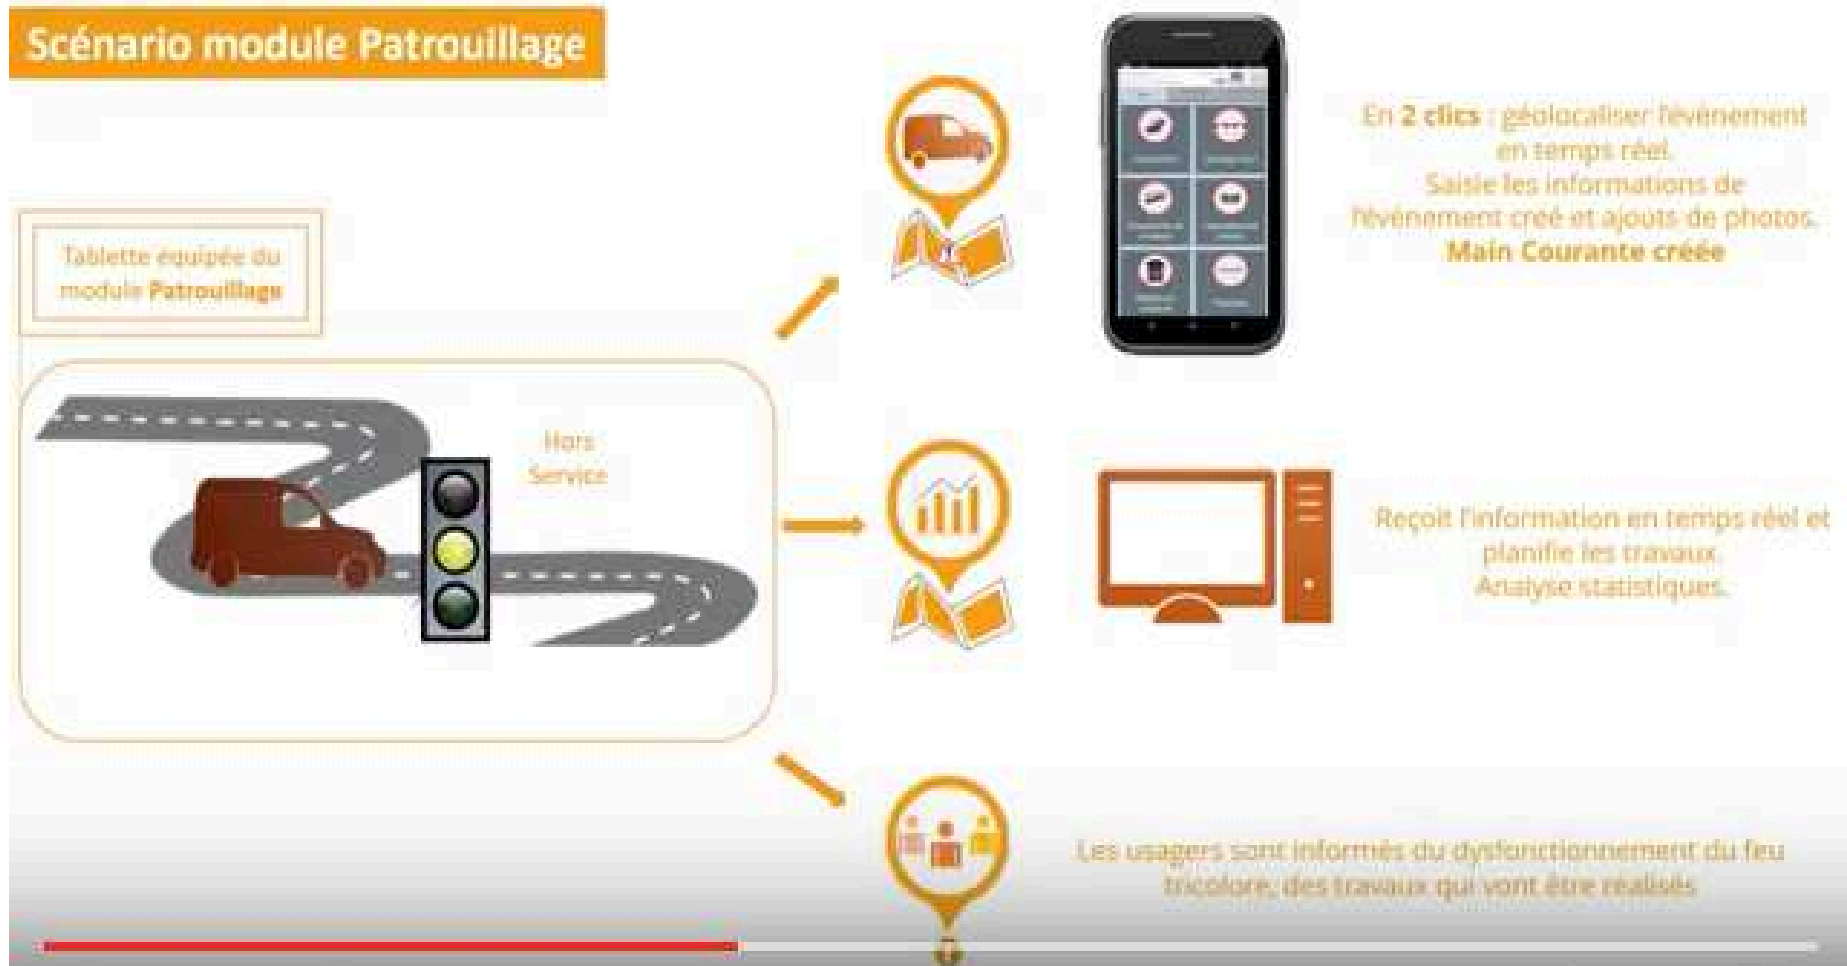 Scénario module Patrouillage
Tablette équipée du
module Patrouillage
Hors
Service
En 2 clics : géolocaliser l'événement
en temps réel.
Saisie les informations de
l'événement créé et ajouts de photos.
Main Courante créée
Reçoit l'information en temps réel et
planifie les travaux.
Analyse statistiques.
Les usagers sont informés du dysfonctionnement du feu
tricolore, des travaux qui vont être réalisés